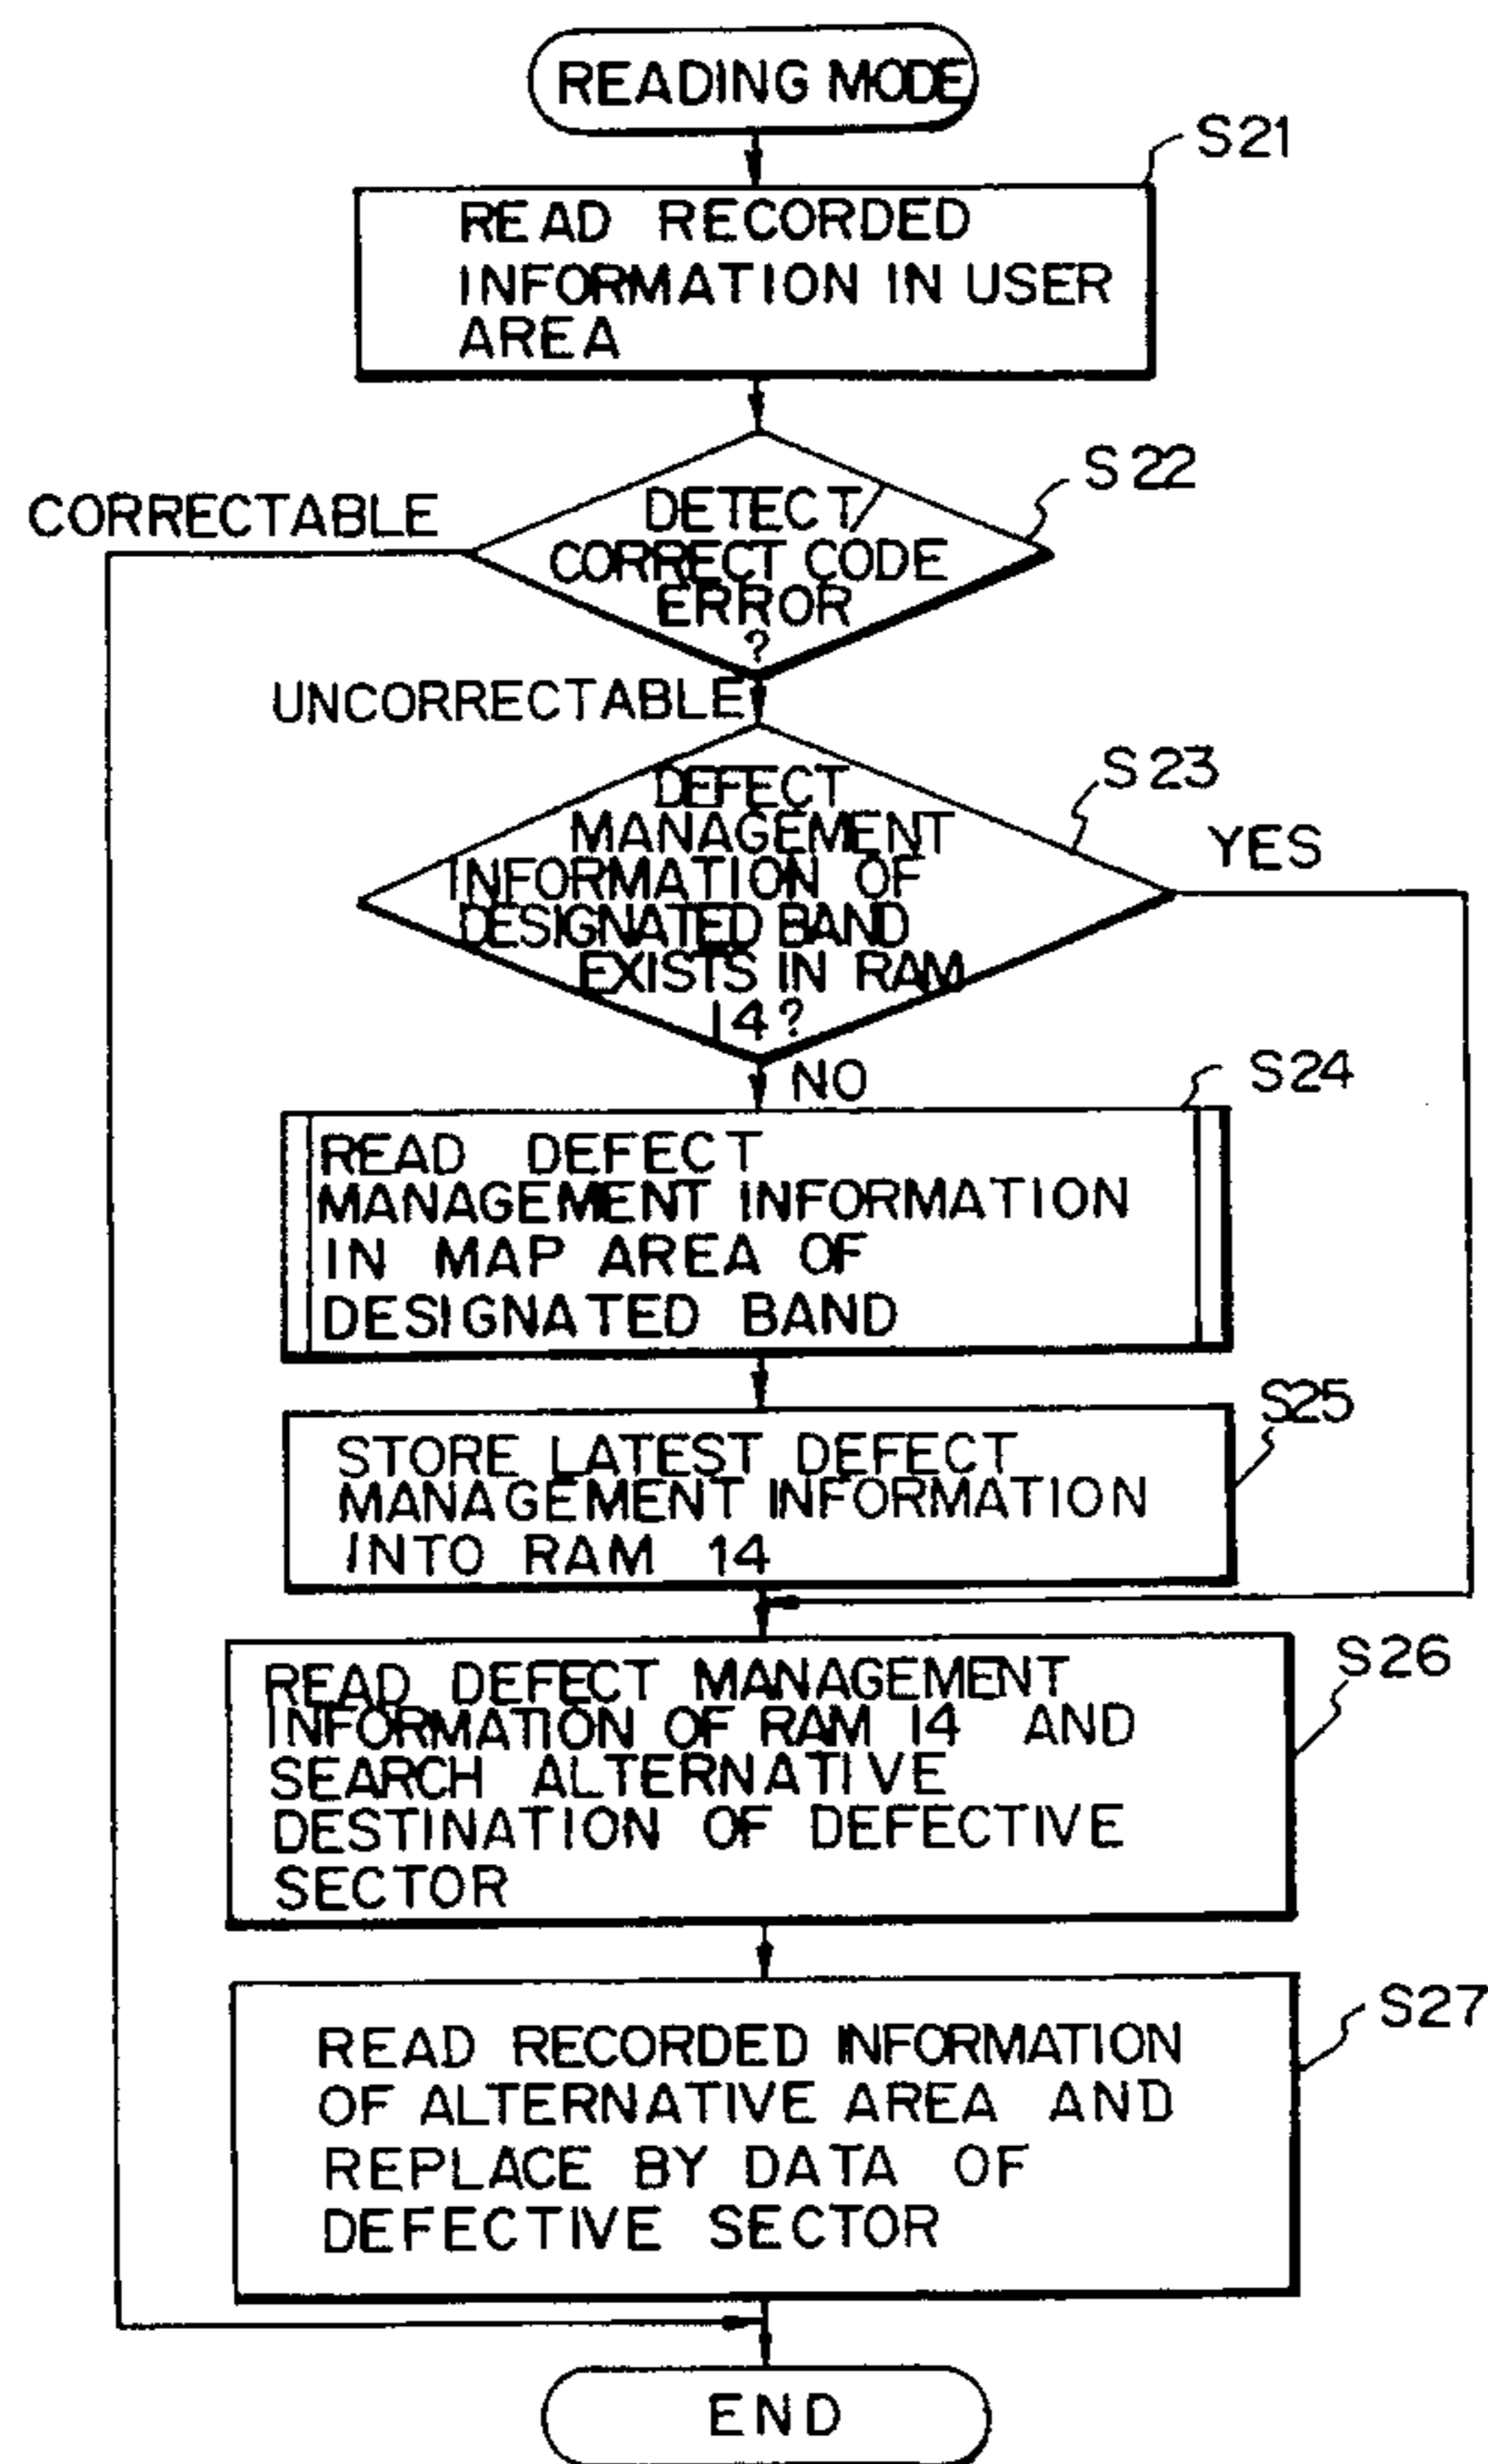 READING MODE
S21
READ RECORDED
INFORMATION IN USER
AREA
S22
CORRECTABLE
DETECT/
CORRECT CODE
ERROR
?
UNCORRECTABLE
S23
YES
DEFECT
MANAGEMENT
INFORMATION OF
DESIGNATED BAND
EXISTS IN RAM
14?
NO
S24
READ DEFECT
MANAGEMENT INFORMATION
IN MAP AREA OF
DESIGNATED BAND
S25
STORE LATEST DEFECT
MANAGEMENT INFORMATION
INTO RAM 14
S26
READ DEFECT MANAGEMENT
INFORMATION OF RAM 14 AND
SEARCH ALTERNATIVE
DESTINATION OF DEFECTIVE
SECTOR
S27
READ RECORDED INFORMATION
OF ALTERNATIVE AREA AND
REPLACE BY DATA OF
DEFECTIVE SECTOR
END